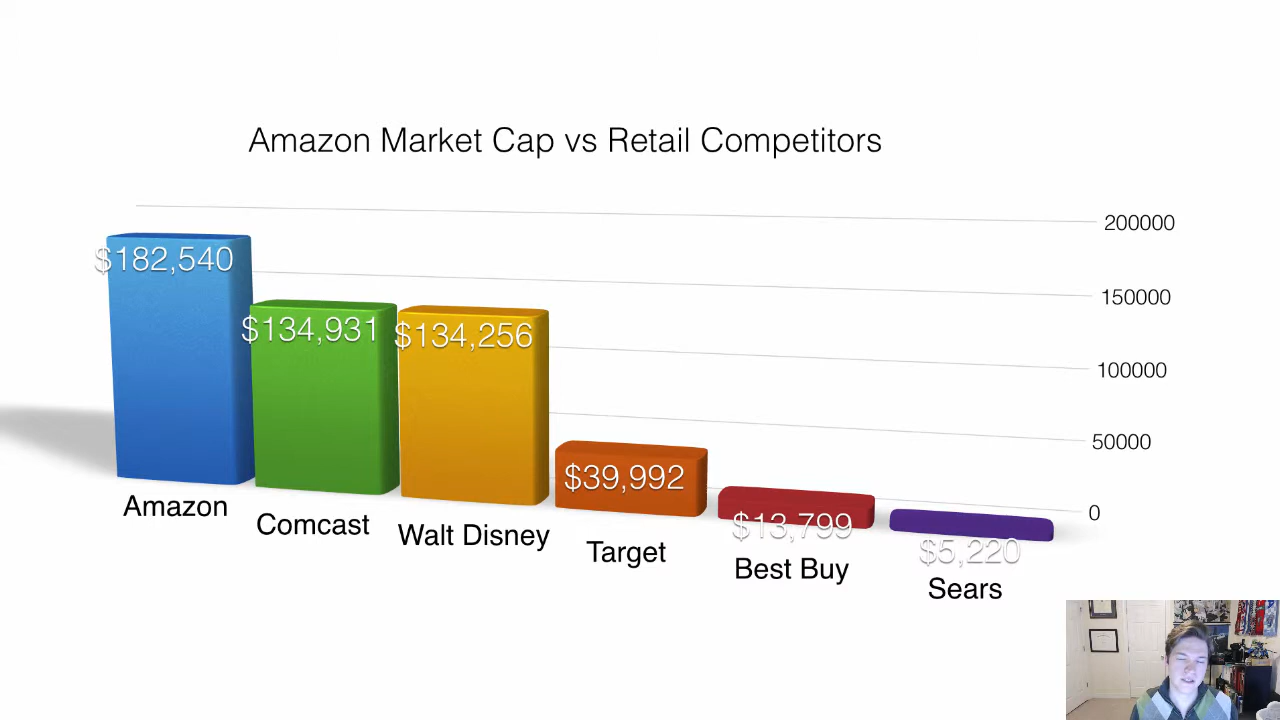 Amazon Market Cap vs Retail Competitors
200000
150000
100000
50000
0
$182,540
$134,931
$134,256
$39,992
$13,799
$5,220
Amazon
Comcast
Walt Disney
Target
Best Buy
Sears